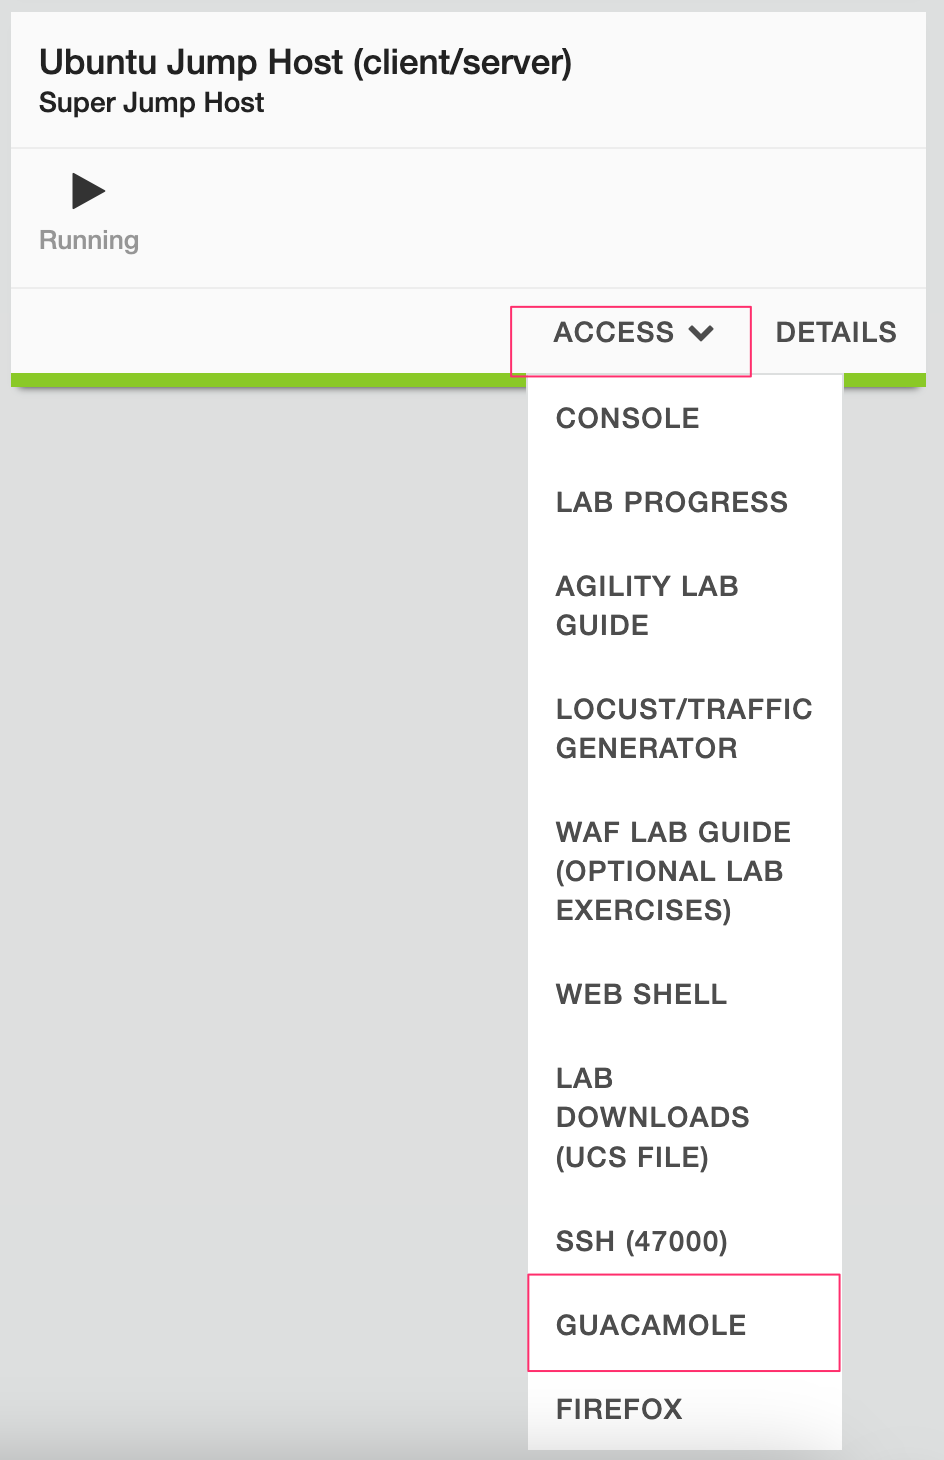 Ubuntu Jump Host (client/server)
Super Jump Host
Running
ACCESS DETAILS
CONSOLE
LAB PROGRESS
AGILITY LAB
GUIDE
LOCUST/TRAFFIC
GENERATOR
WAF LAB GUIDE
(OPTIONAL LAB
EXERCISES)
WEB SHELL
LAB
DOWNLOADS
(UCS FILE)
SSH (47000)
GUACAMOLE
FIREFOX